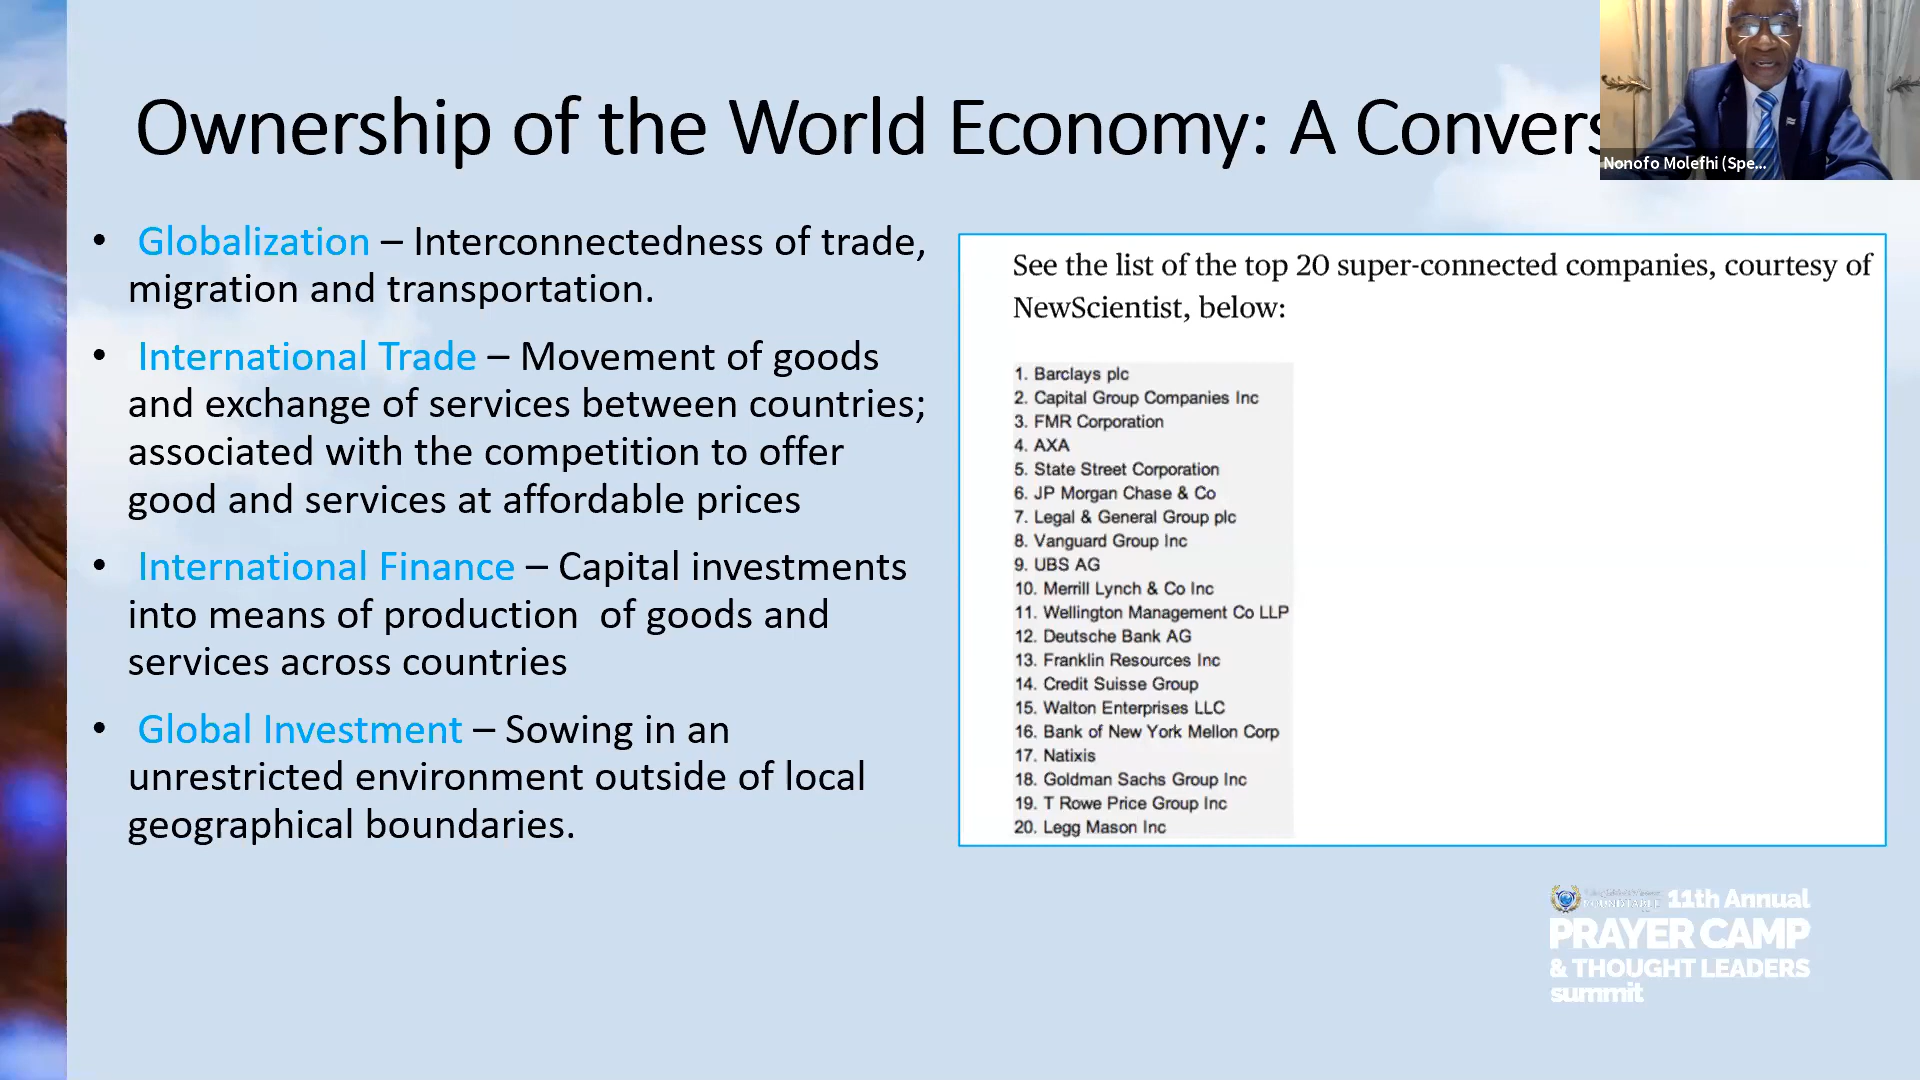 Ownership of the World Economy: A Convers
Nonofo Molefhi (Spe...
• Globalization – Interconnectedness of trade,
migration and transportation.
• International Trade – Movement of goods
and exchange of services between countries;
associated with the competition to offer
good and services at affordable prices
• International Finance – Capital investments
into means of production of goods and
services across countries
• Global Investment – Sowing in an
unrestricted environment outside of local
geographical boundaries.
See the list of the top 20 super-connected companies, courtesy of
NewScientist, below:
1. Barclays plc
2. Capital Group Companies Inc
3. FMR Corporation
4. AXA
5. State Street Corporation
6. JP Morgan Chase & Co
7. Legal & General Group plc
8. Vanguard Group Inc
9. UBS AG
10. Merrill Lynch & Co Inc
11. Wellington Management Co LLP
12. Deutsche Bank AG
13. Franklin Resources Inc
14. Credit Suisse Group
15. Walton Enterprises LLC
16. Bank of New York Mellon Corp
17. Natixis
18. Goldman Sachs Group Inc
19. T Rowe Price Group Inc
20. Legg Mason Inc
ROUNDTABLE 11th Annual
PRAYER CAMP
& THOUGHT LEADERS
summit